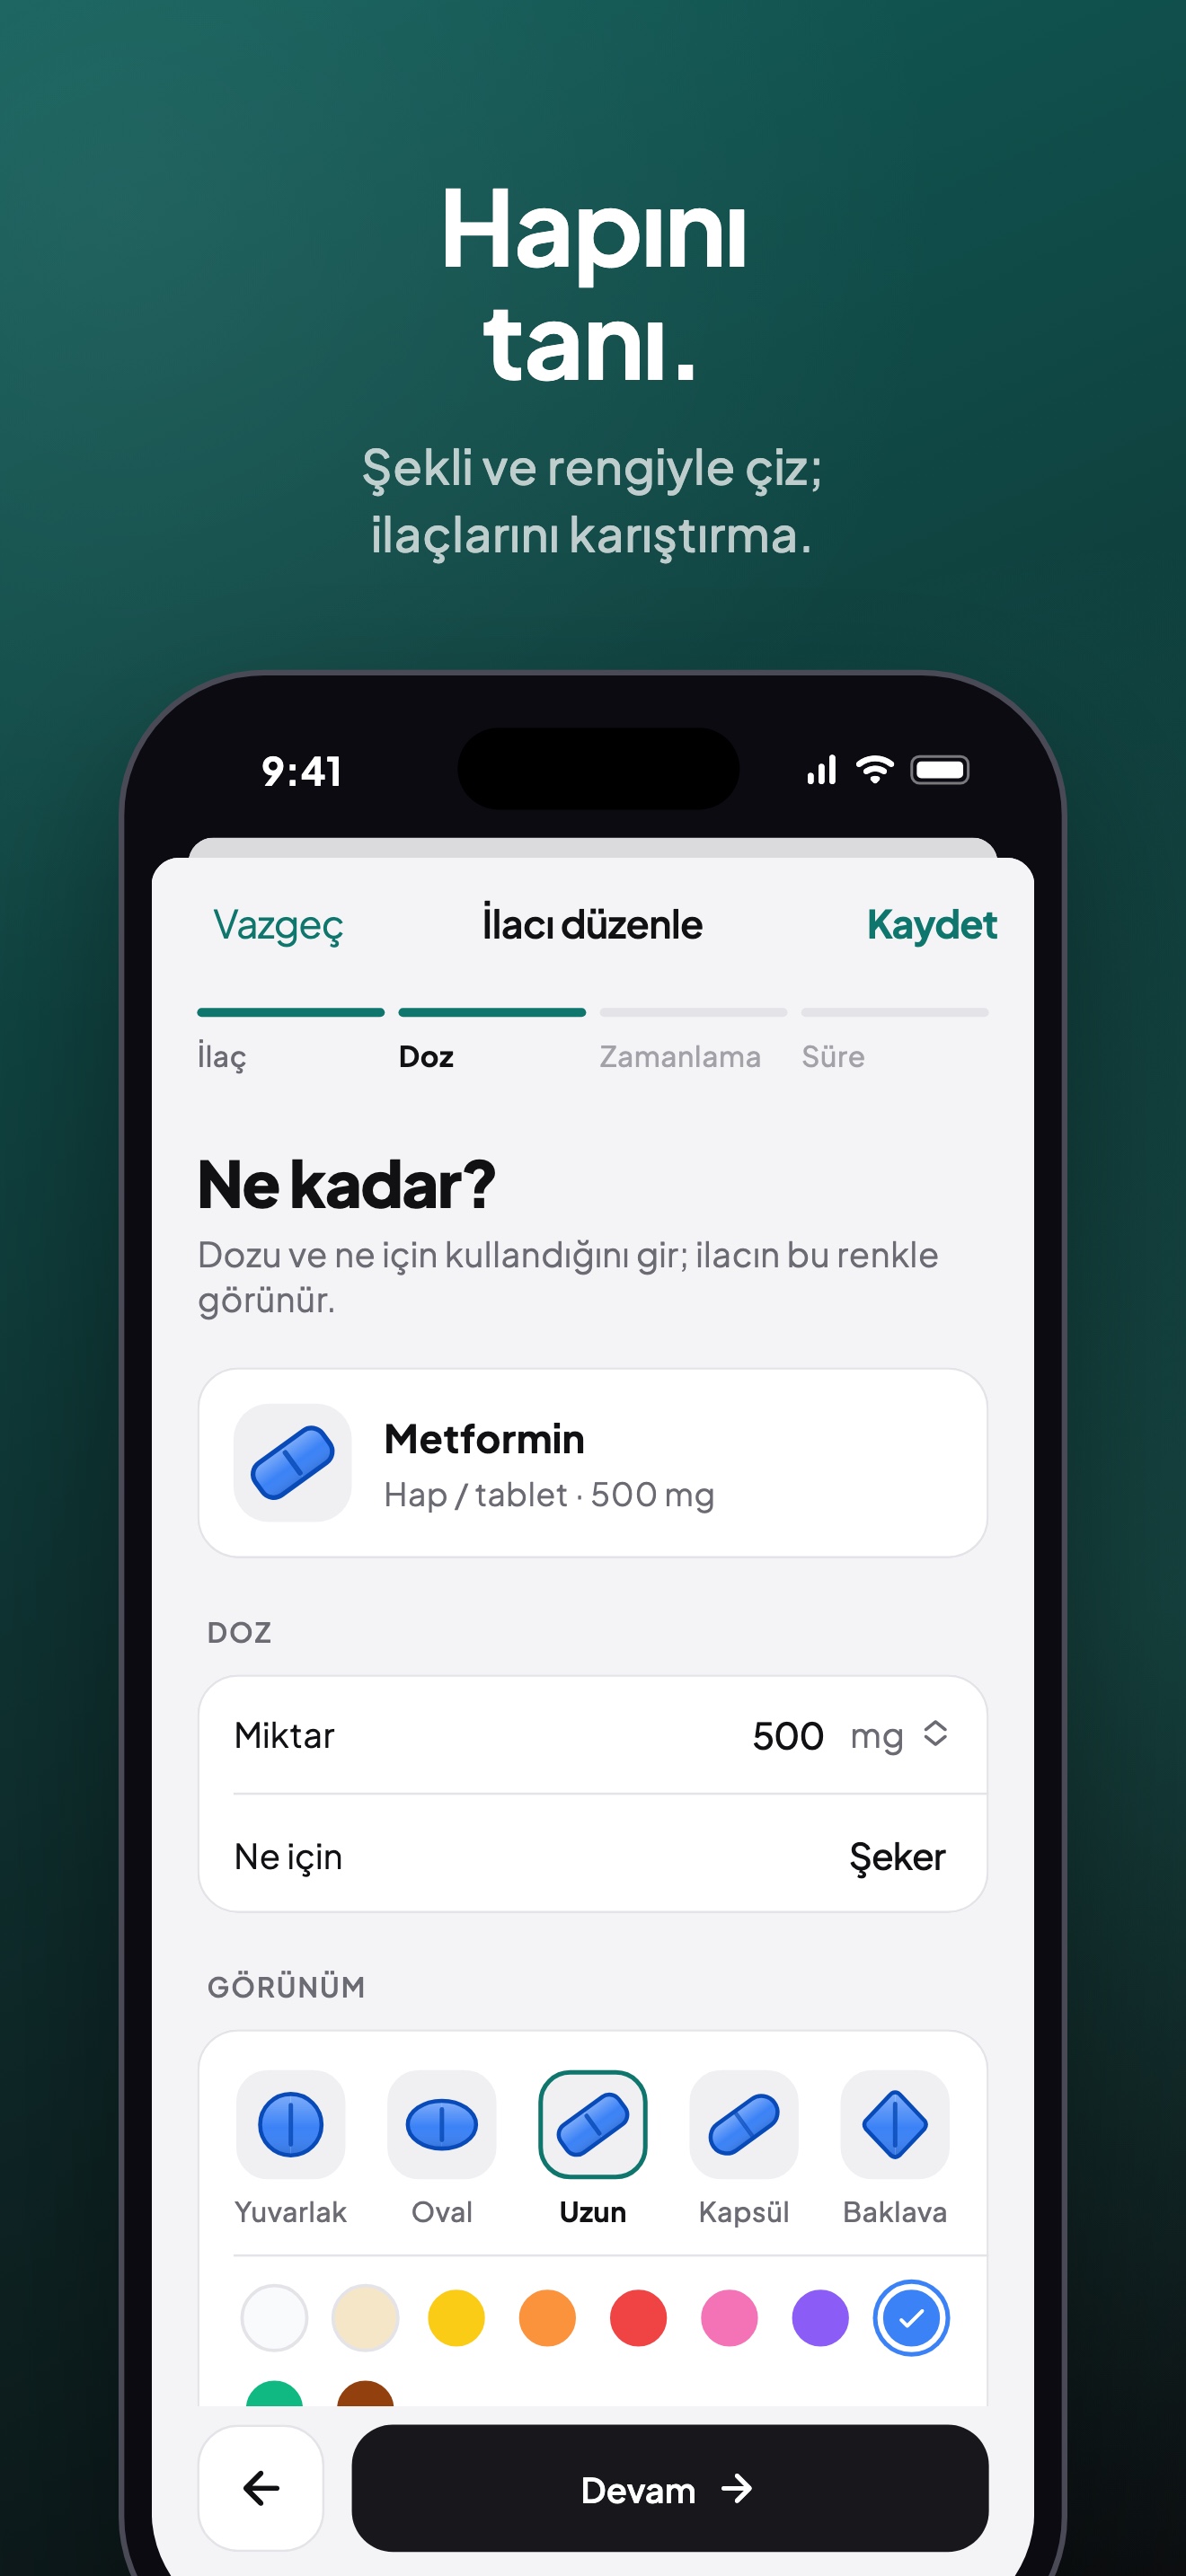 Hapını
tanı.
Şekli ve rengiyle çiz;
ilaçlarını karıştırma.
9:41
Vazgeç İlacı düzenle Kaydet
İlaç Doz Zamanlama Süre
Ne kadar?
Dozu ve ne için kullandığını gir; ilacın bu renkle
görünür.
Metformin
Hap / tablet · 500 mg
DOZ
Miktar 500 mg
Ne için Şeker
GÖRÜNÜM
Yuvarlak Oval Uzun Kapsül Baklava
Devam →